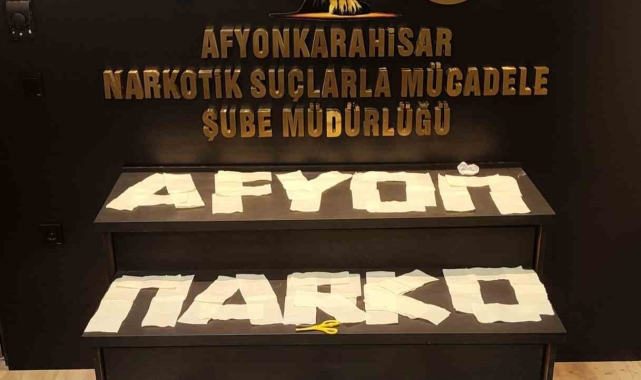 AFYONKARAHİSAR
NARKOTİK SUÇLARLA MÜCADELE
ŞUBE MÜDÜRLÜĞÜ
AFYON
NARKO